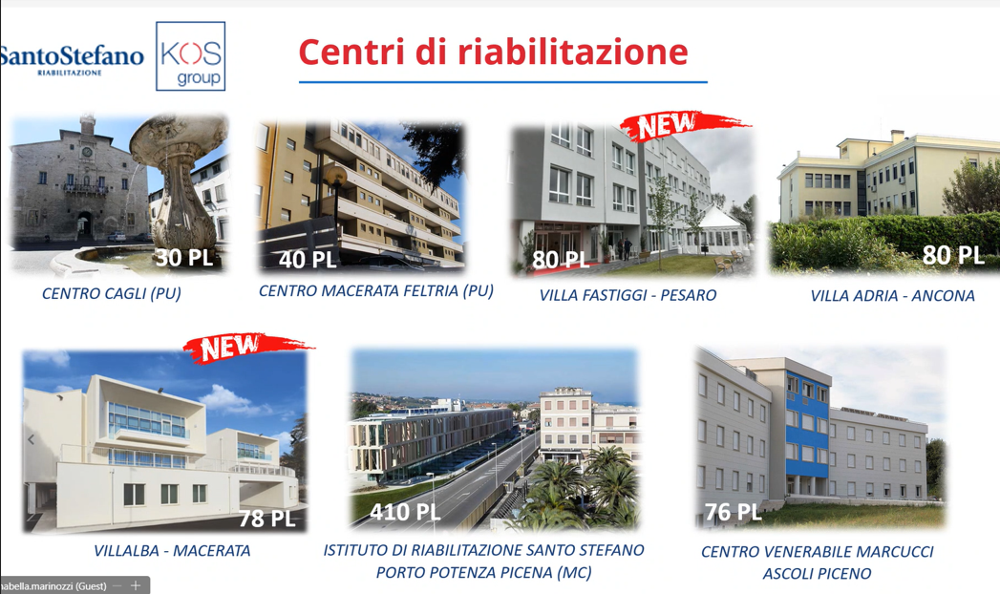 SantoStefano
RIABILITAZIONE
KOS
group
Centri di riabilitazione
30 PL
CENTRO CAGLI (PU)
40 PL
CENTRO MACERATA FELTRIA (PU)
NEW
80 PL
VILLA FASTIGGI - PESARO
80 PL
VILLA ADRIA - ANCONA
NEW
78 PL
VILLALBA - MACERATA
410 PL
ISTITUTO DI RIABILITAZIONE SANTO STEFANO
PORTO POTENZA PICENA (MC)
76 PL
CENTRO VENERABILE MARCUCCI
ASCOLI PICENO
nabella.marinozzi (Guest)